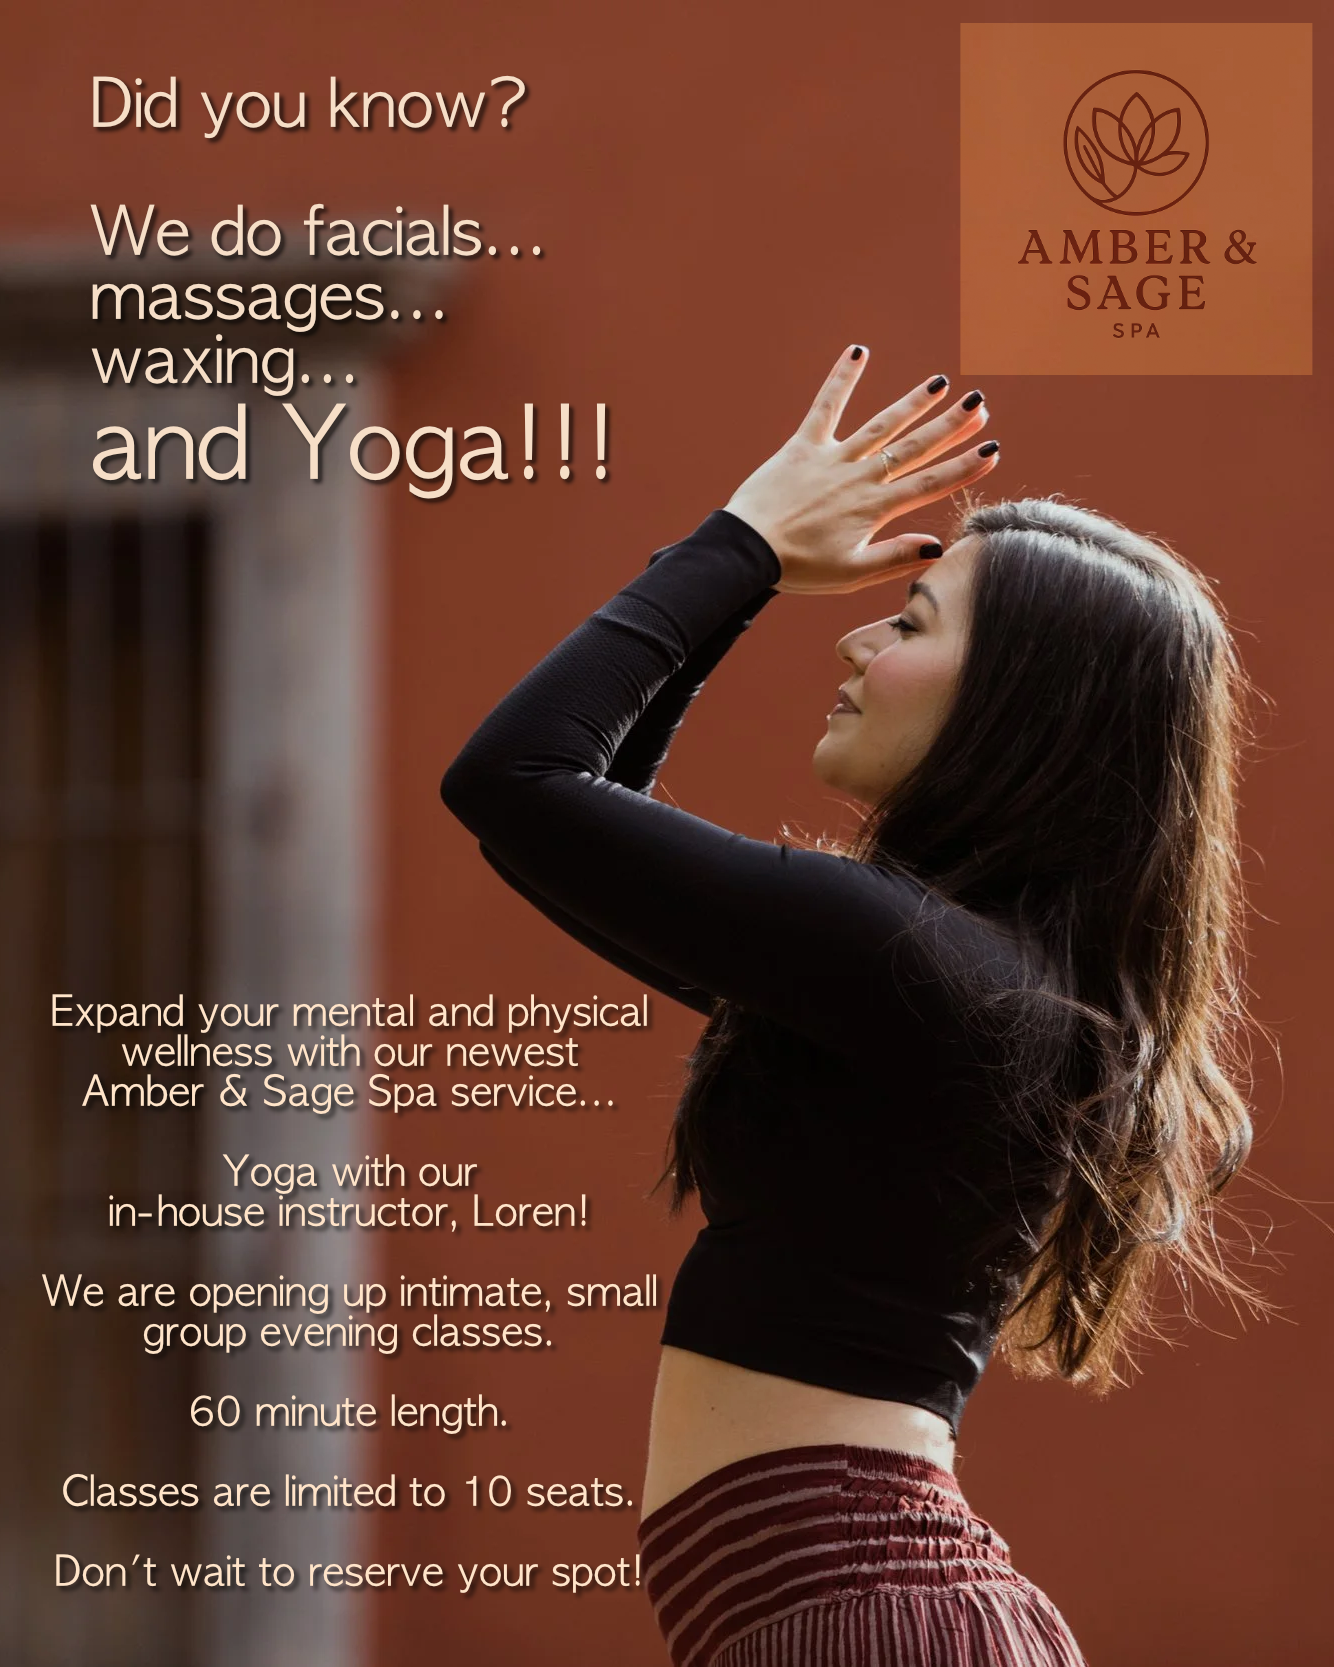 Did you know?
We do facials...
massages...
waxing...
and Yoga!!!
AMBER &
SAGE
SPA
Expand your mental and physical
wellness with our newest
Amber & Sage Spa service...
Yoga with our
in-house instructor, Loren!
We are opening up intimate, small
group evening classes.
60 minute length.
Classes are limited to 10 seats.
Don't wait to reserve your spot!